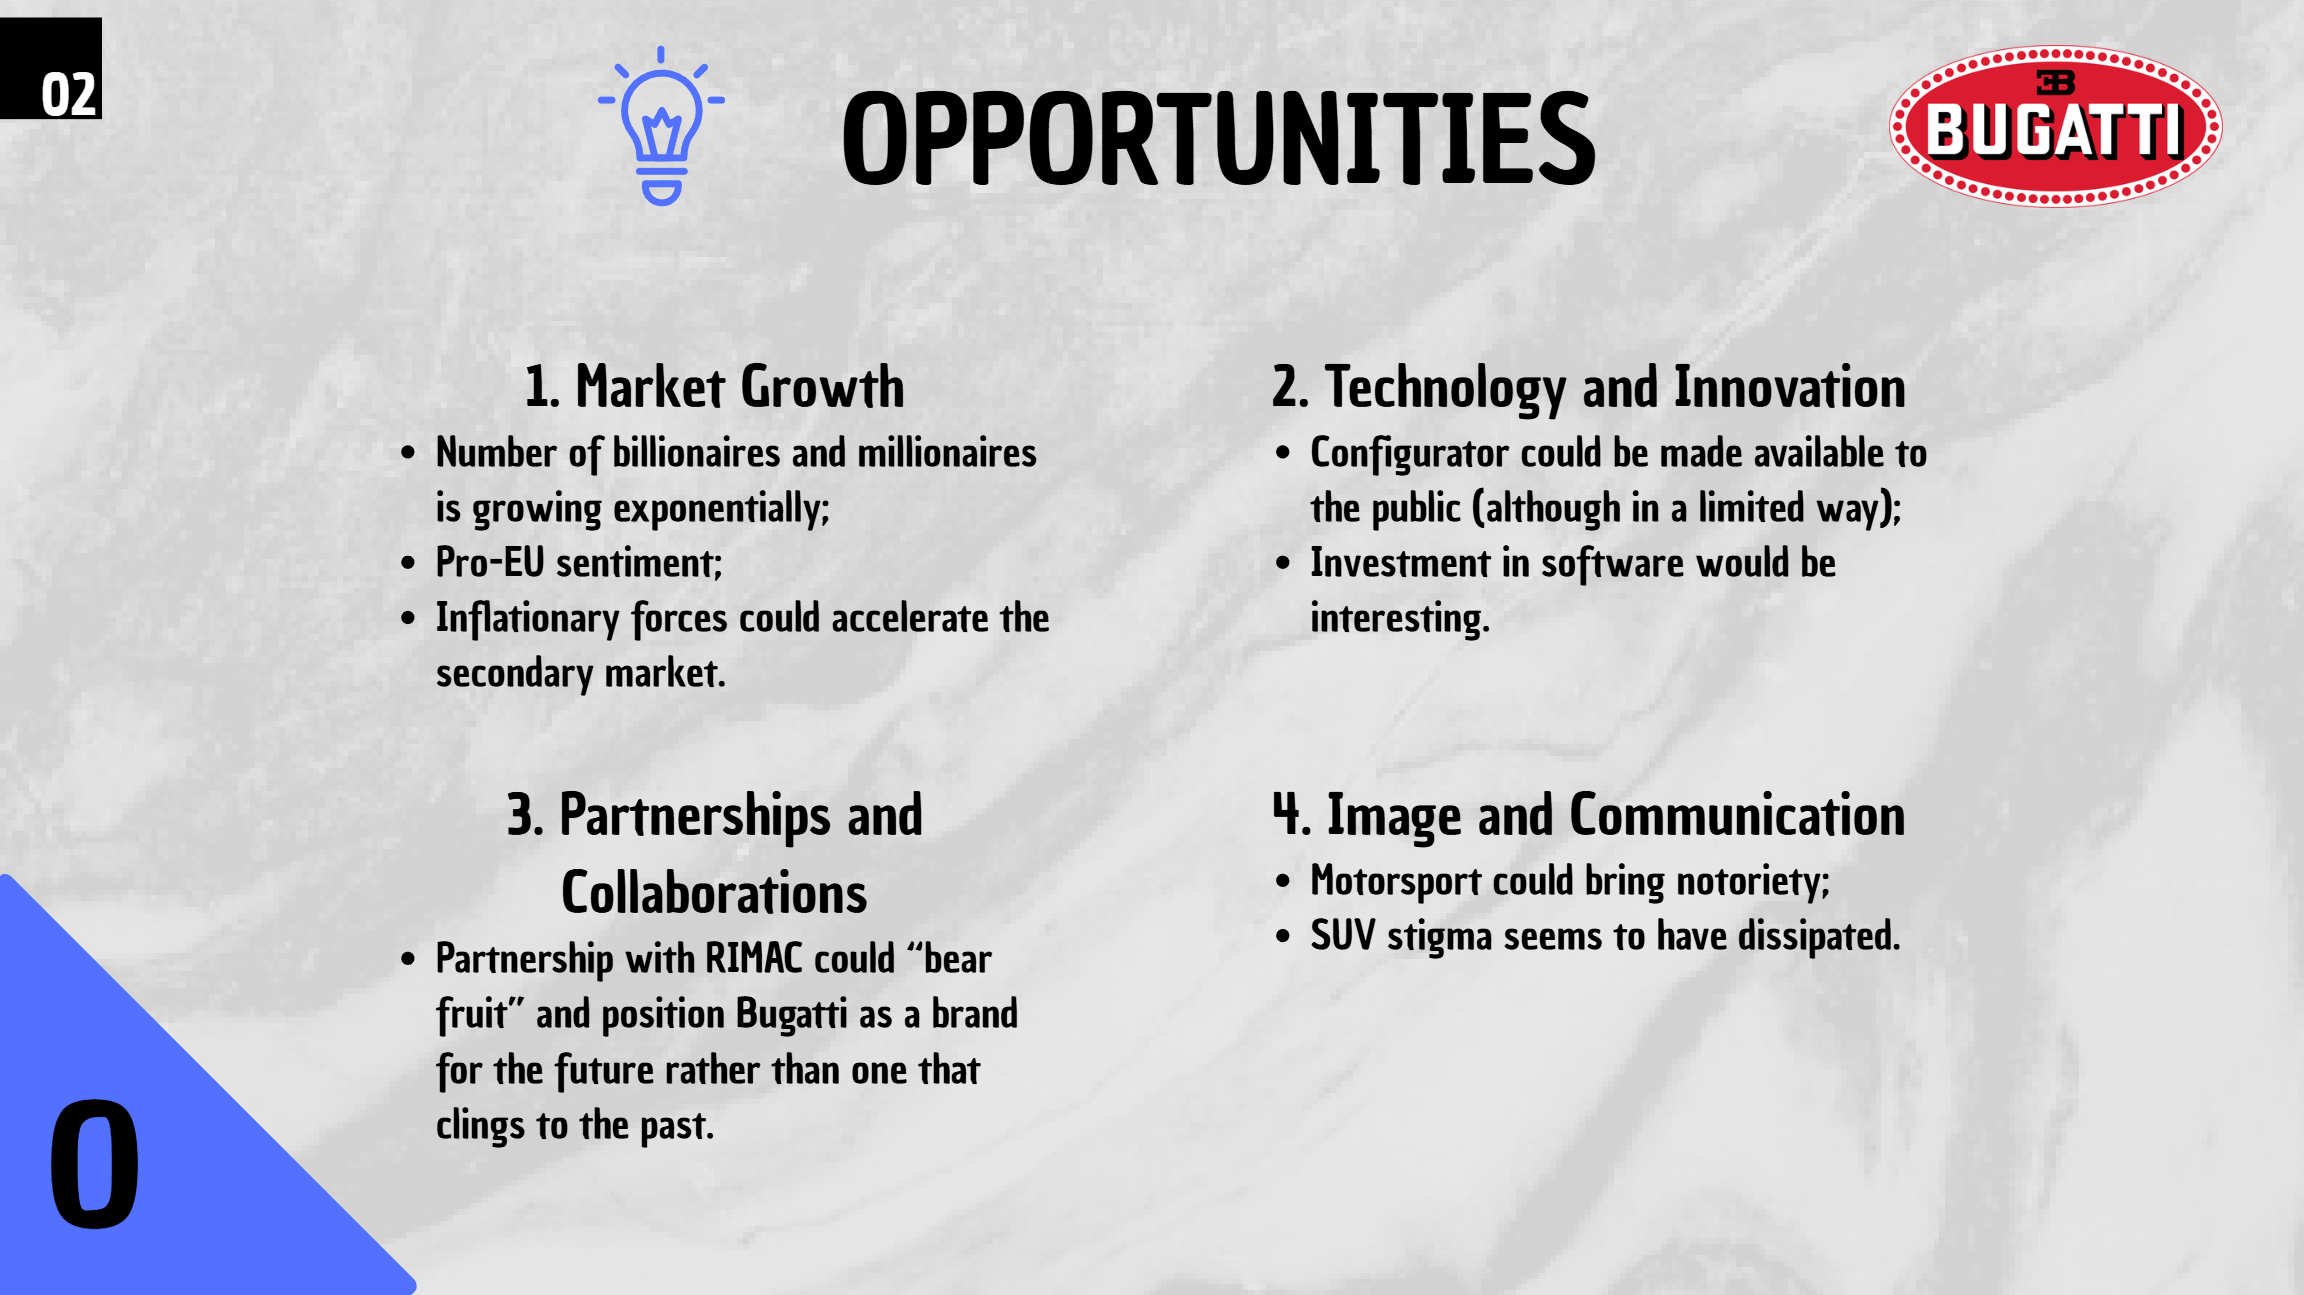 02
OPPORTUNITIES
EB
BUGATTI
1. Market Growth
• Number of billionaires and millionaires
is growing exponentially;
• Pro-EU sentiment;
• Inflationary forces could accelerate the
secondary market.
2. Technology and Innovation
• Configurator could be made available to
the public (although in a limited way);
• Investment in software would be
interesting.
3. Partnerships and
Collaborations
• Partnership with RIMAC could “bear
fruit” and position Bugatti as a brand
for the future rather than one that
clings to the past.
4. Image and Communication
• Motorsport could bring notoriety;
• SUV stigma seems to have dissipated.
O